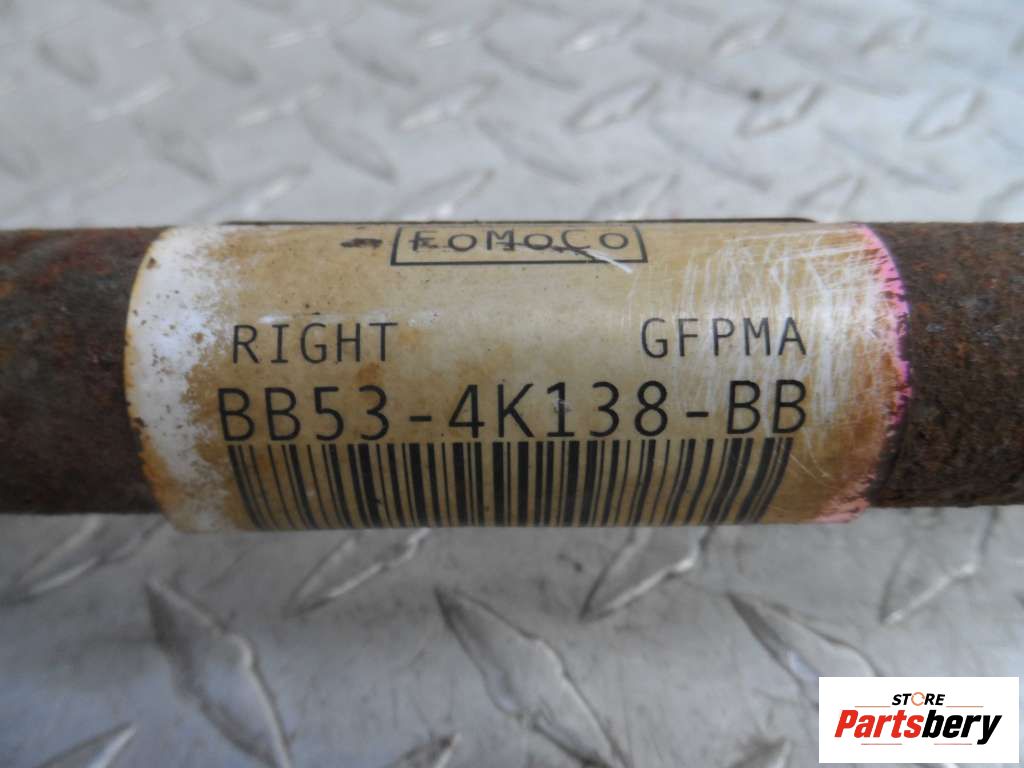 FOMOCO
RIGHT GFPMA
BB53-4K138-BB
STORE
Partsbery